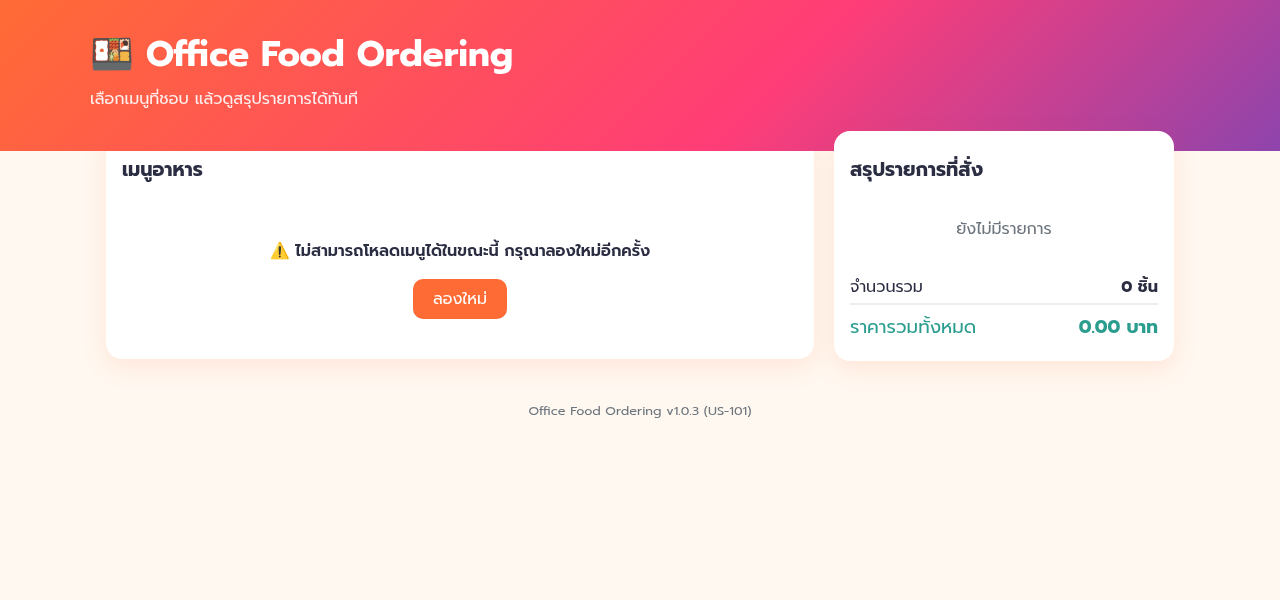 🍱 Office Food Ordering
เลือกเมนูที่ชอบ แล้วดูสรุปรายการได้ทันที
เมนูอาหาร
⚠️ ไม่สามารถโหลดเมนูได้ในขณะนี้ กรุณาลองใหม่อีกครั้ง
ลองใหม่
สรุปรายการที่สั่ง
ยังไม่มีรายการ
จำนวนรวม 0 ชิ้น
ราคารวมทั้งหมด 0.00 บาท
Office Food Ordering v1.0.3 (US-101)